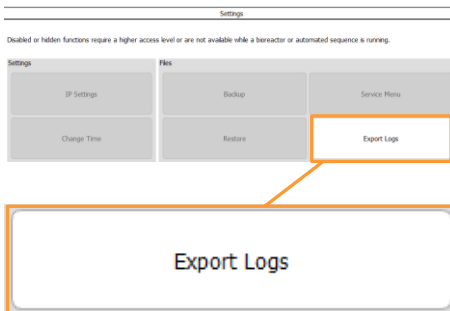 Settings
Disabled or hidden functions require a higher access level or are not available while a bioreactor or automated sequence is running.
Settings Files
IP Settings Backup Service Menu
Change Time Restore Export Logs
Export Logs